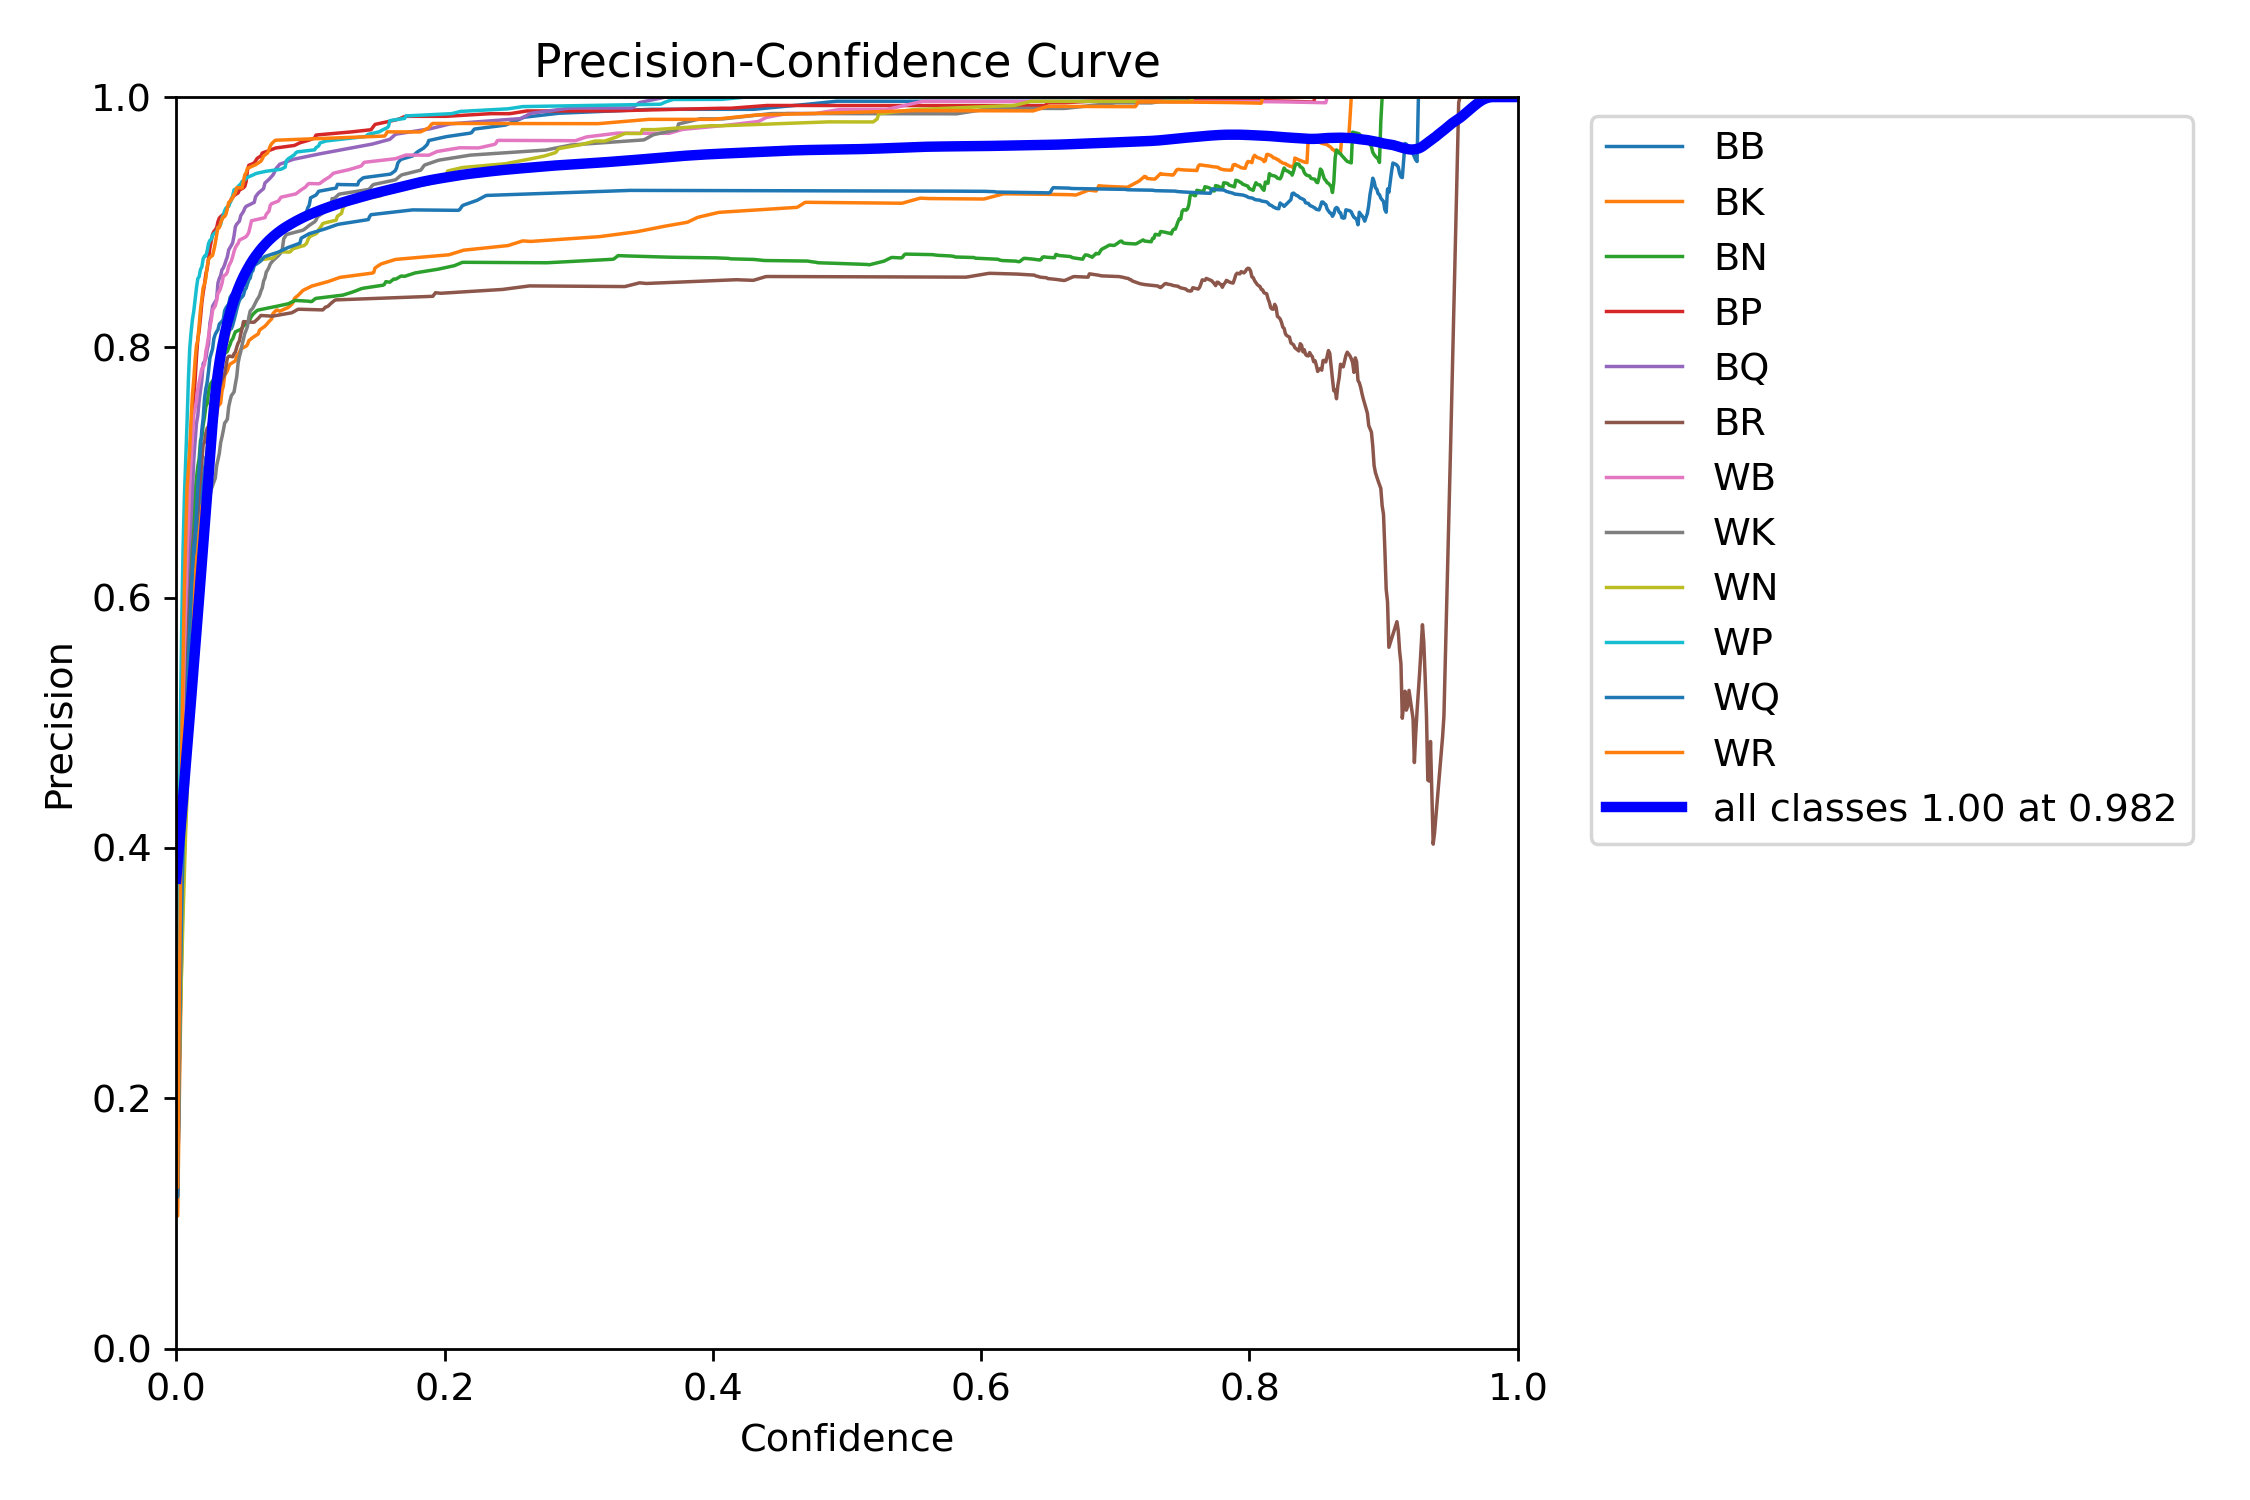 Precision-Confidence Curve
1.0
0.8
0.6
0.4
0.2
0.0
Precision
0.0 0.2 0.4 0.6 0.8 1.0
Confidence
BB
BK
BN
BP
BQ
BR
WB
WK
WN
WP
WQ
WR
all classes 1.00 at 0.982